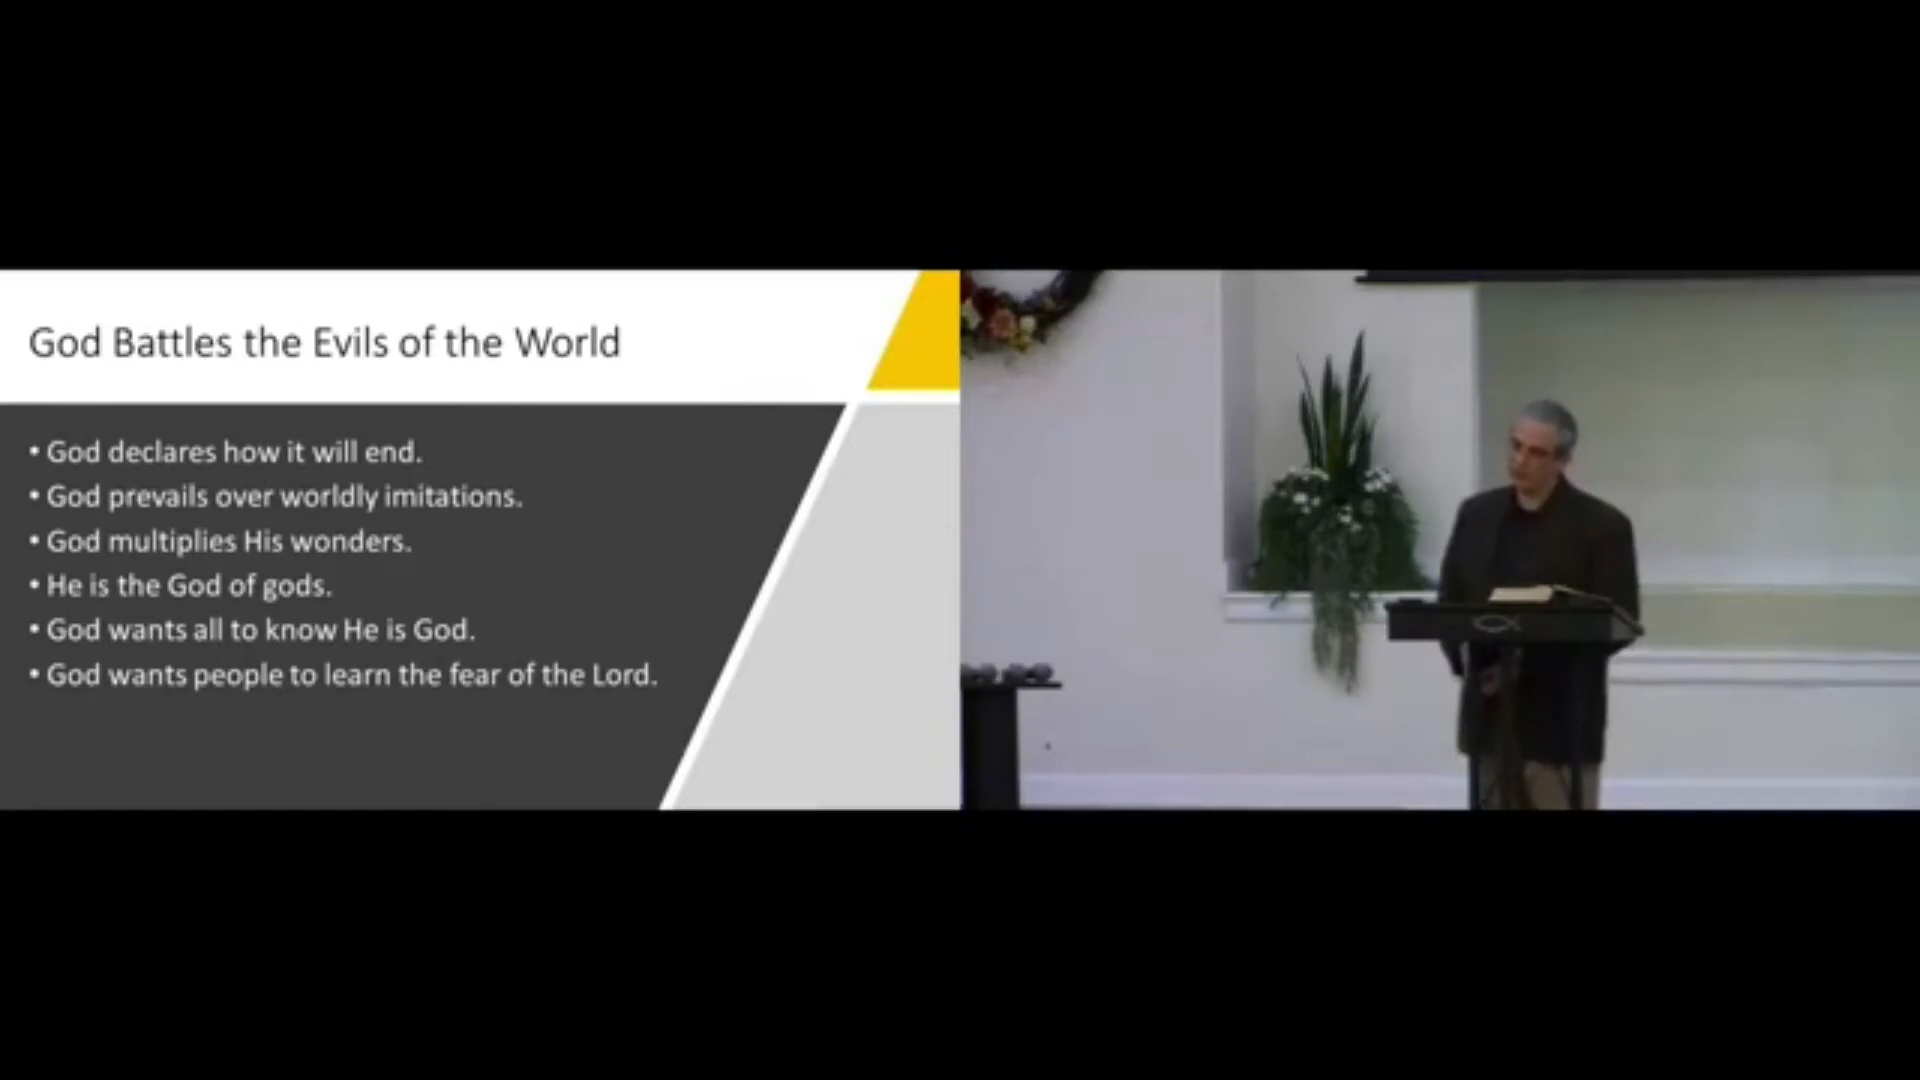 God Battles the Evils of the World
• God declares how it will end.
• God prevails over worldly imitations.
• God multiplies His wonders.
• He is the God of gods.
• God wants all to know He is God.
• God wants people to learn the fear of the Lord.